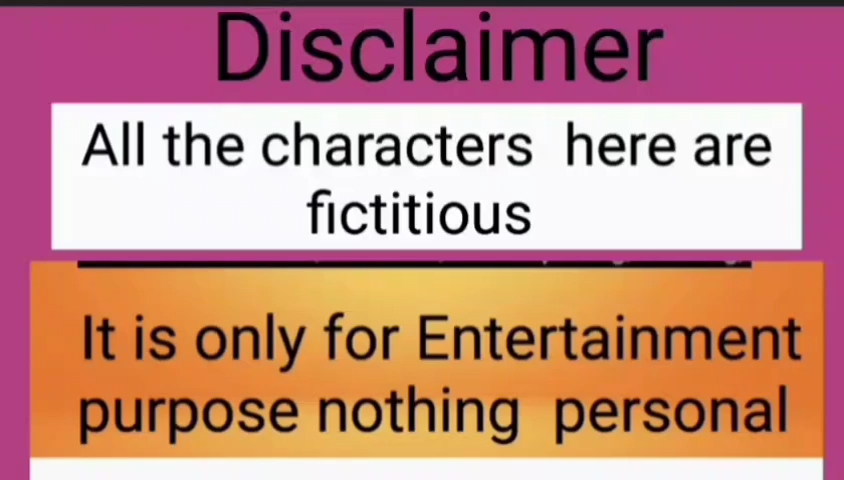 Disclaimer
All the characters here are
fictitious
It is only for Entertainment
purpose nothing personal